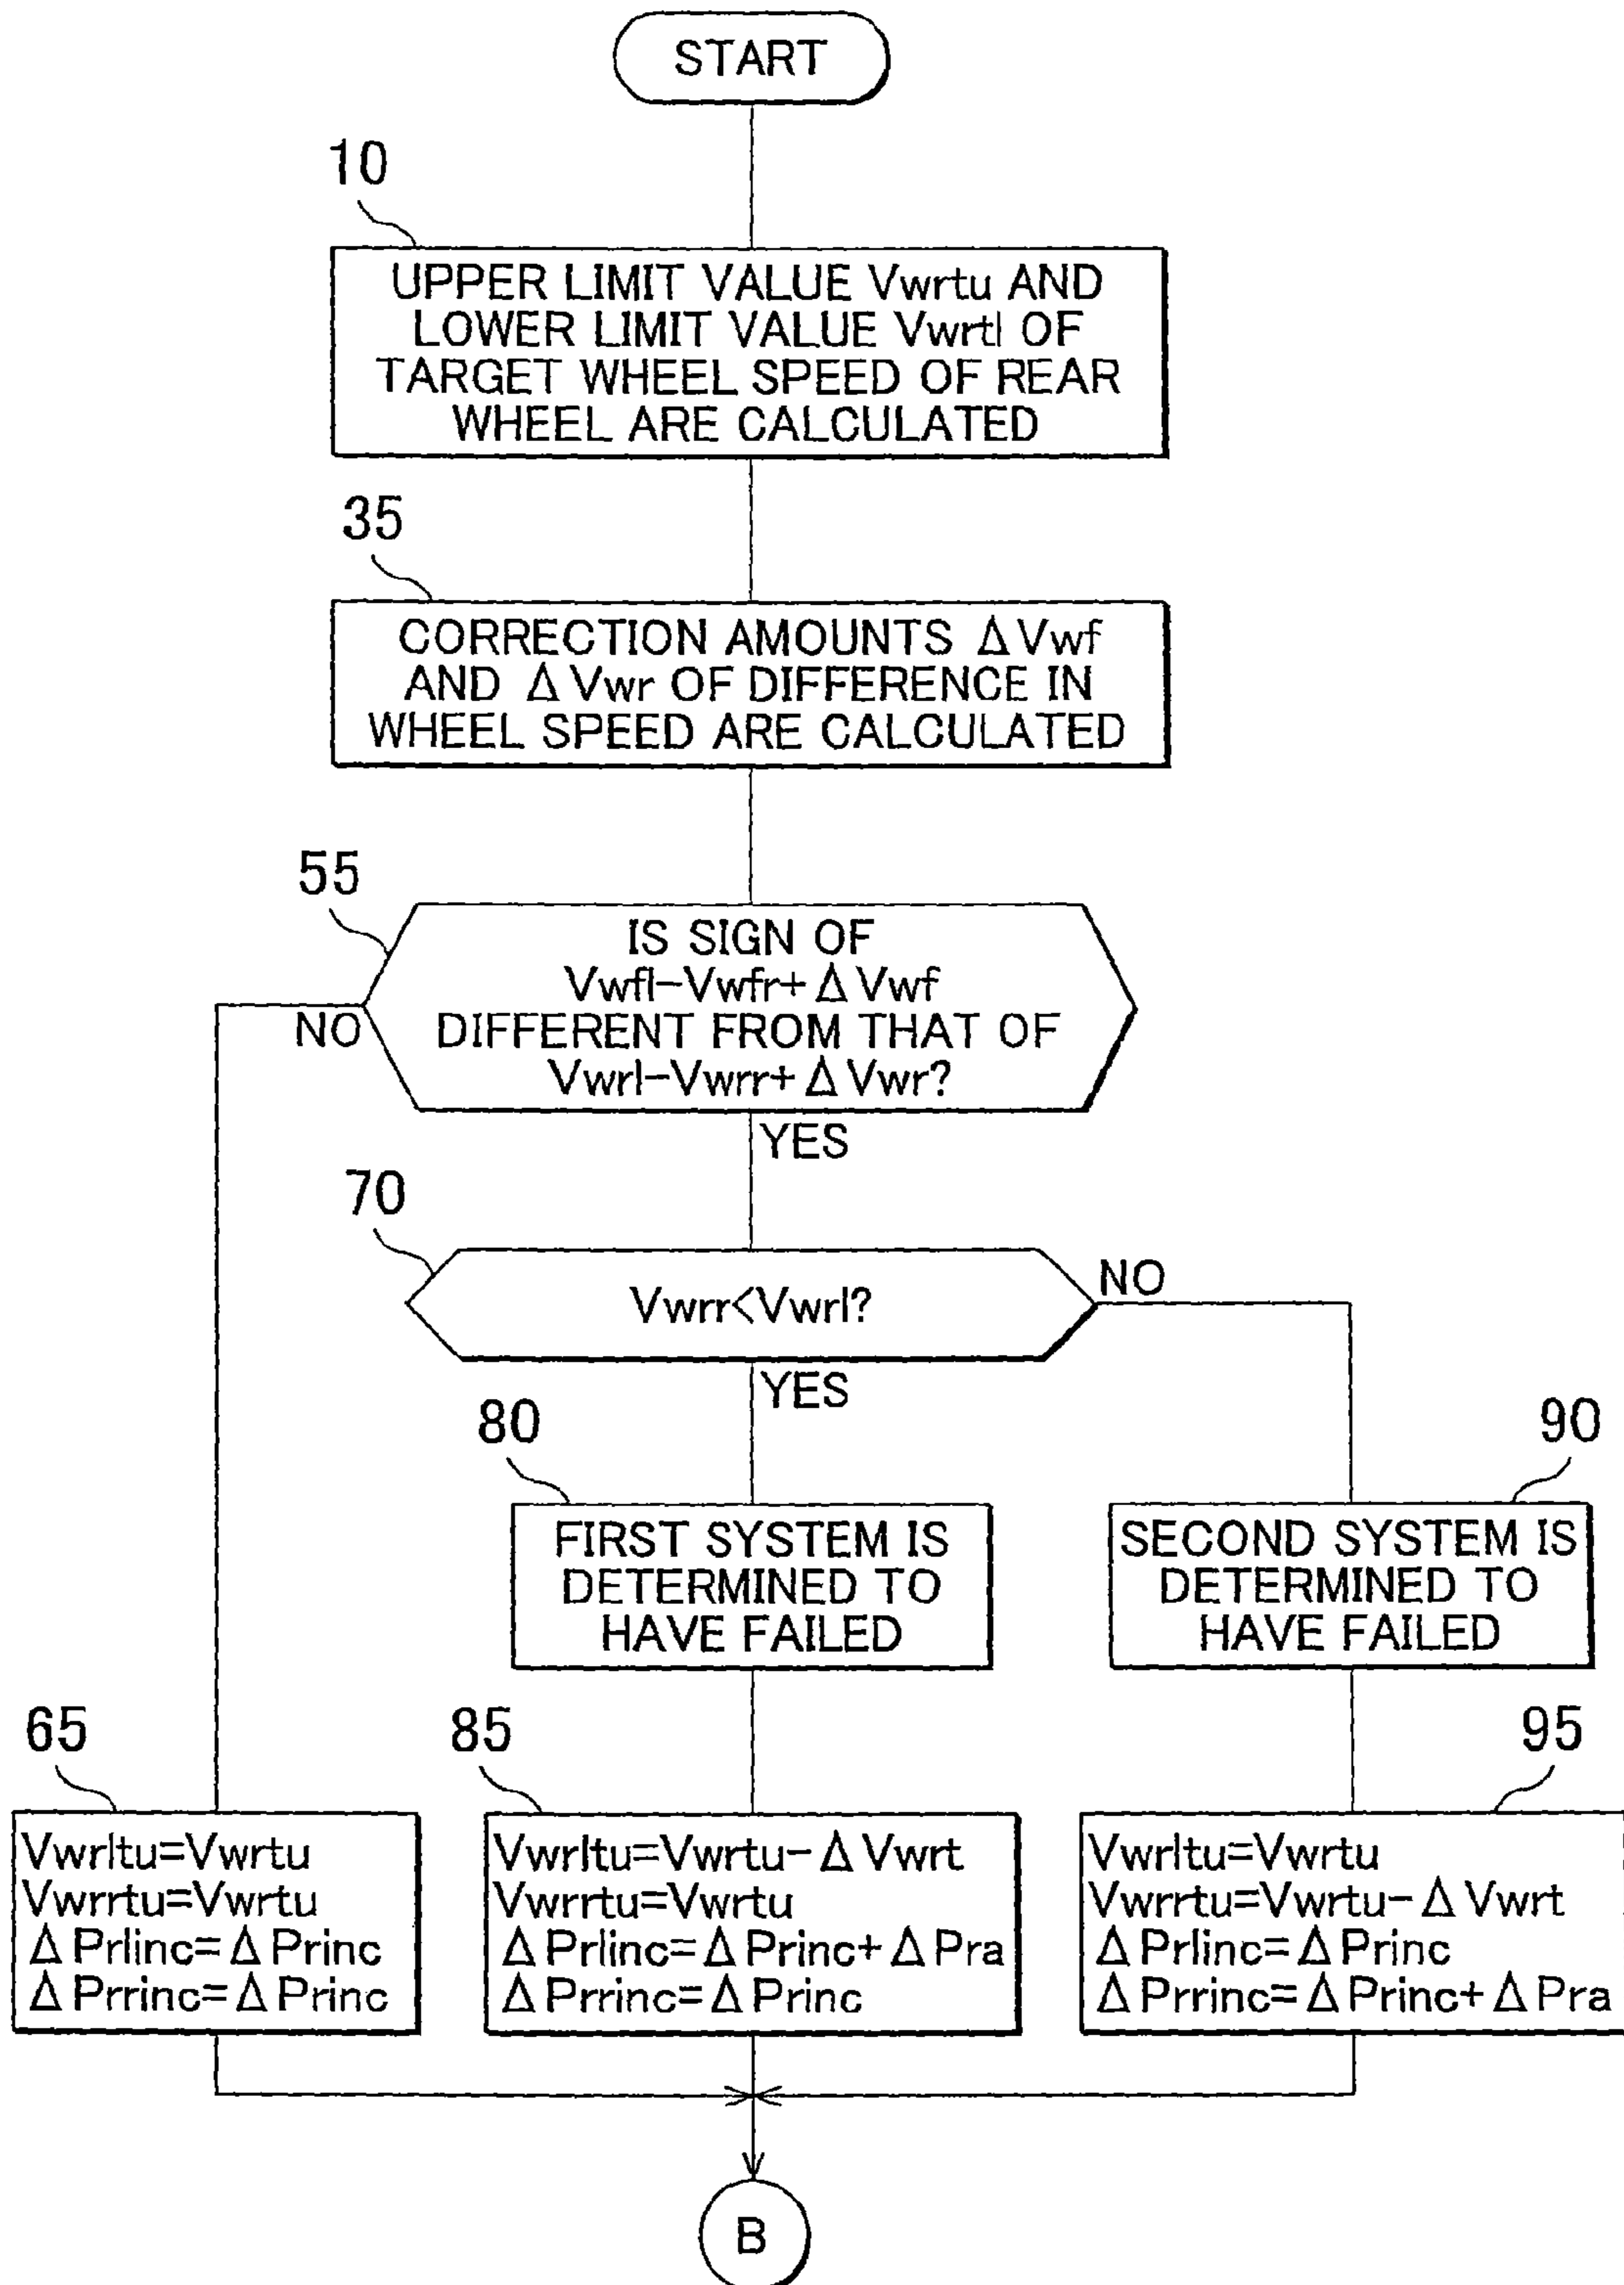 START
10
UPPER LIMIT VALUE Vwrtu AND
LOWER LIMIT VALUE Vwrtl OF
TARGET WHEEL SPEED OF REAR
WHEEL ARE CALCULATED
35
CORRECTION AMOUNTS ΔVwf
AND ΔVwr OF DIFFERENCE IN
WHEEL SPEED ARE CALCULATED
55
IS SIGN OF
Vwfl-Vwfr+ΔVwf
DIFFERENT FROM THAT OF
Vwrl-Vwrr+ΔVwr?
NO
YES
70
Vwrr<Vwrl?
NO
YES
80
FIRST SYSTEM IS
DETERMINED TO
HAVE FAILED
90
SECOND SYSTEM IS
DETERMINED TO
HAVE FAILED
65
Vwrltu=Vwrtu
Vwrrtu=Vwrtu
ΔPrlinc=ΔPrinc
ΔPrrinc=ΔPrinc
85
Vwrltu=Vwrtu-ΔVwrt
Vwrrtu=Vwrtu
ΔPrlinc=ΔPrinc+ΔPra
ΔPrrinc=ΔPrinc
95
Vwrltu=Vwrtu
Vwrrtu=Vwrtu-ΔVwrt
ΔPrlinc=ΔPrinc
ΔPrrinc=ΔPrinc+ΔPra
B